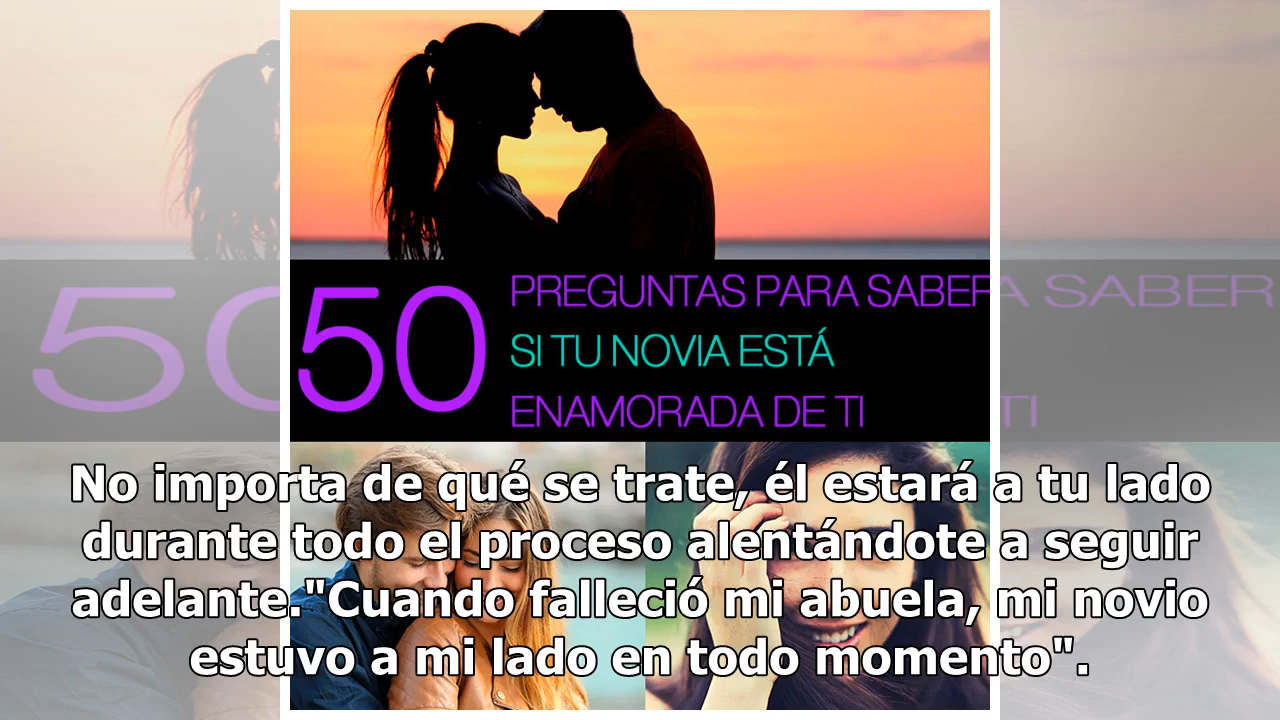 50
PREGUNTAS PARA SABER
SI TU NOVIA ESTÁ
ENAMORADA DE TI
No importa de qué se trate, él estará a tu lado
durante todo el proceso alentándote a seguir
adelante."Cuando falleció mi abuela, mi novio
estuvo a mi lado en todo momento".